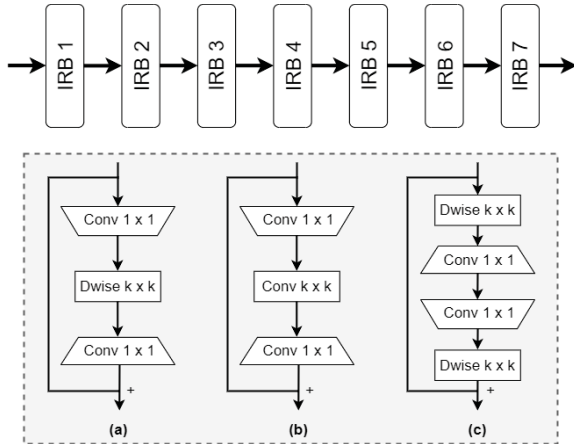 IRB 1
IRB 2
IRB 3
IRB 4
IRB 5
IRB 6
IRB 7
Conv 1 x 1
Dwise k x k
Conv 1 x 1
+
(a)
Conv 1 x 1
Conv k x k
Conv 1 x 1
+
(b)
Dwise k x k
Conv 1 x 1
Conv 1 x 1
Dwise k x k
+
(c)